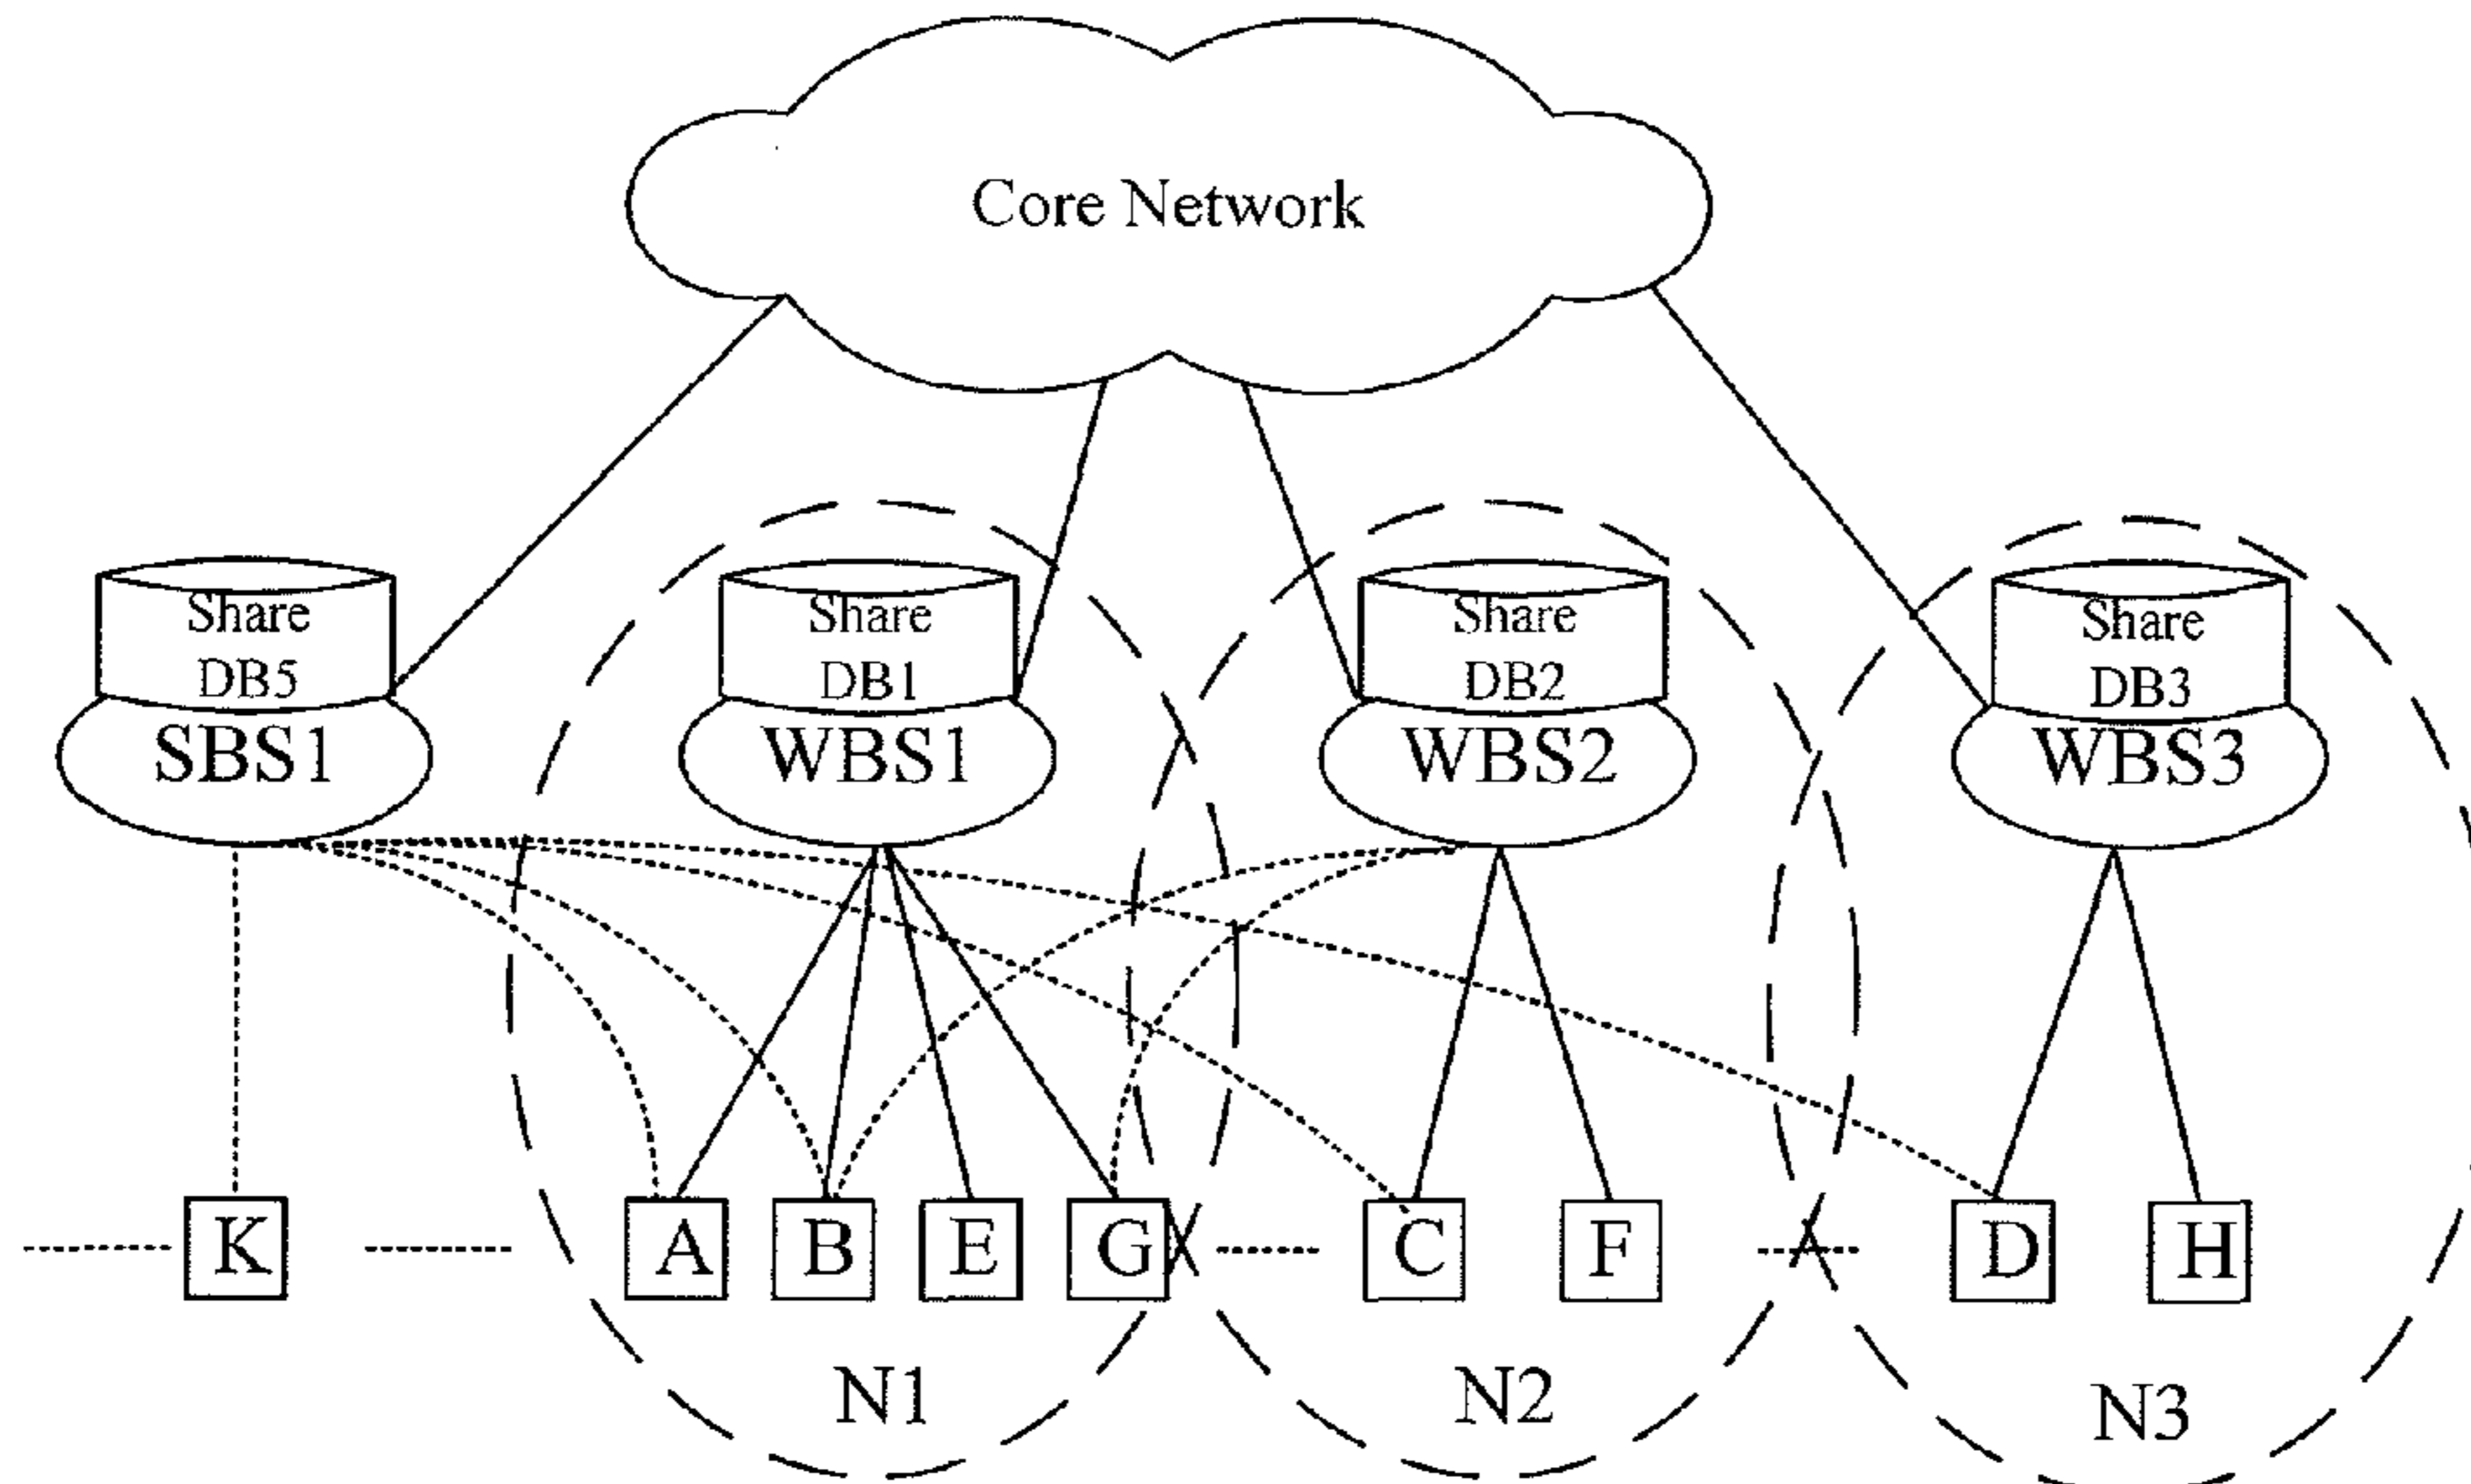 Core Network
Share
DB5
SBS1
Share
DB1
WBS1
Share
DB2
WBS2
Share
DB3
WBS3
K
A
B
E
G
C
F
D
H
N1
N2
N3